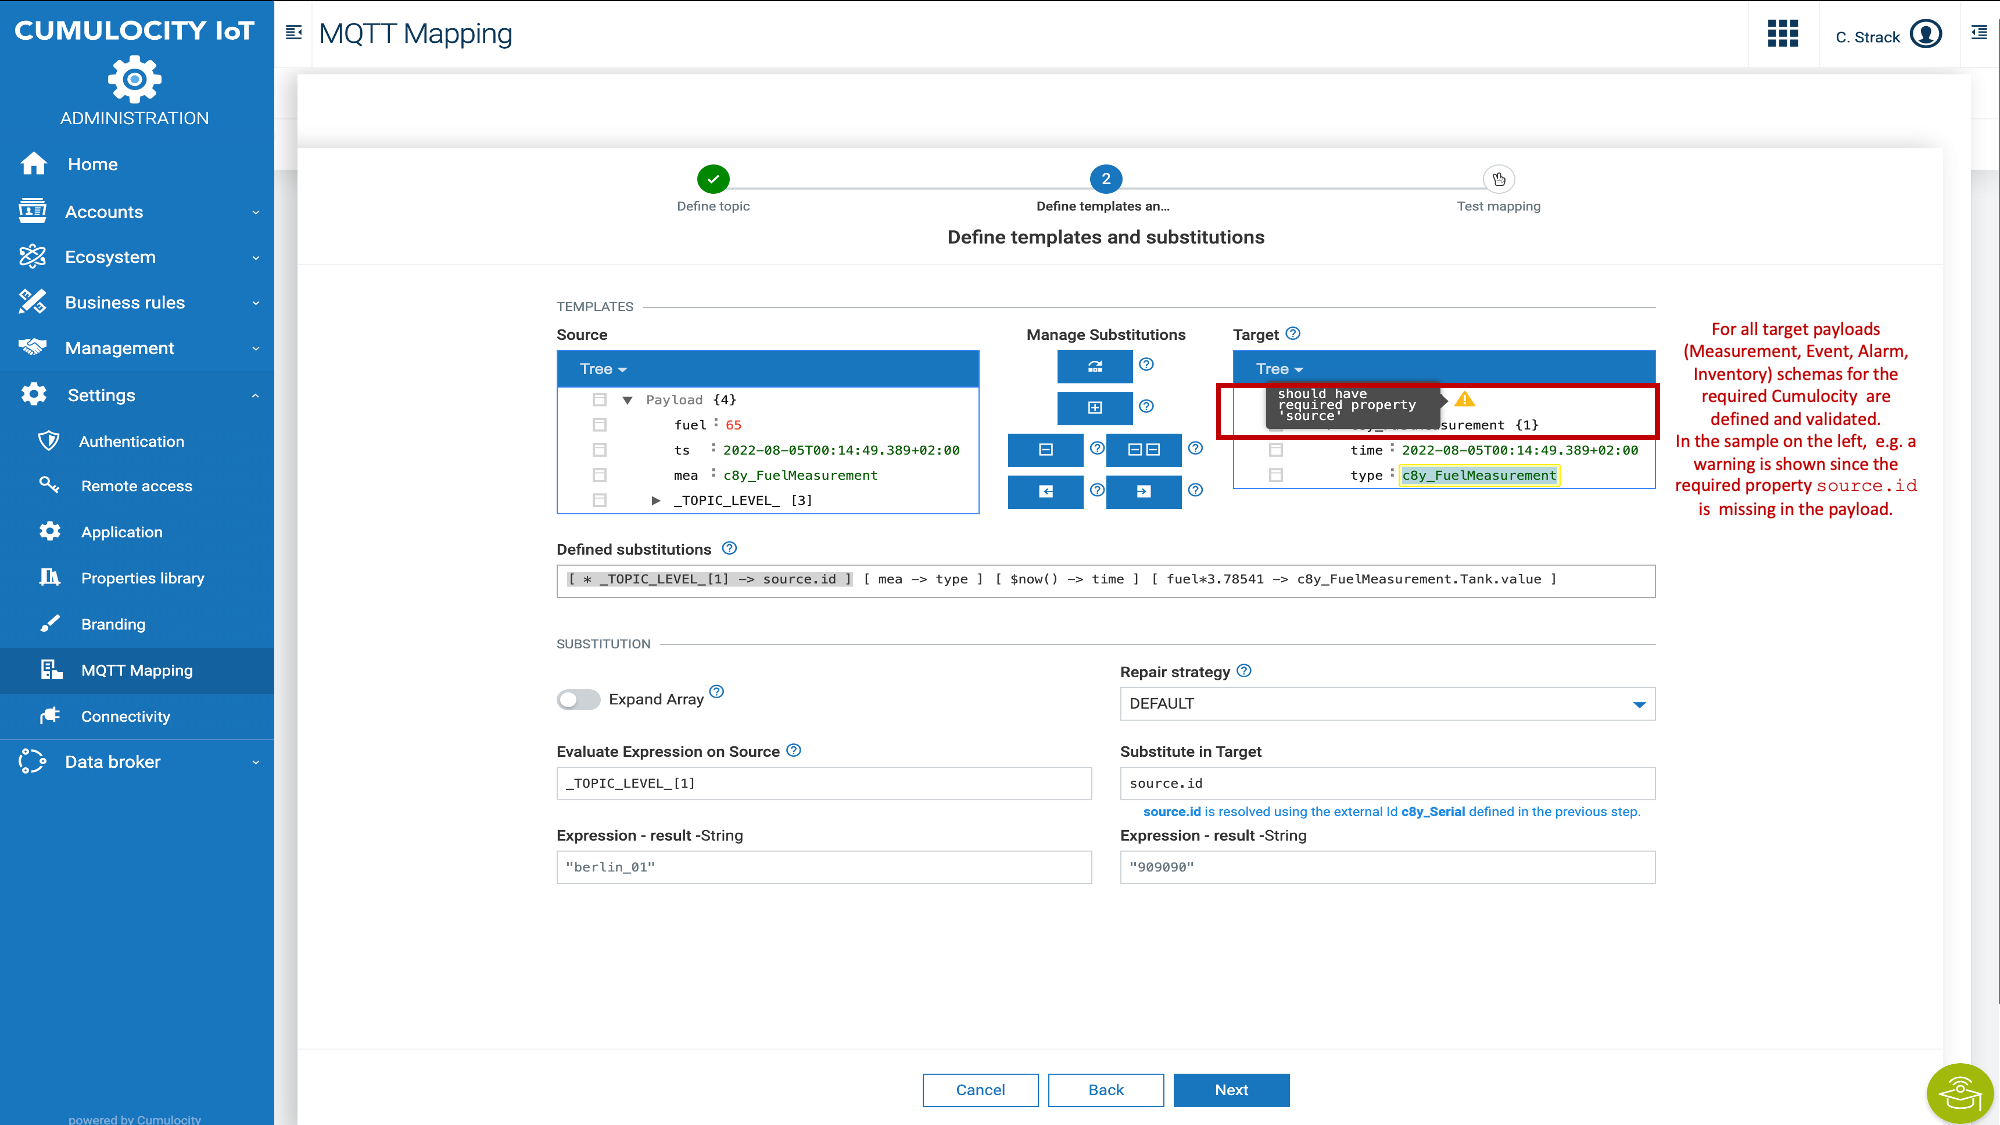 CUMULOCITY IoT
ADMINISTRATION
Home
Accounts
Ecosystem
Business rules
Management
Settings
Authentication
Remote access
Application
Properties library
Branding
MQTT Mapping
Connectivity
Data broker
powered by Cumulocity
MQTT Mapping
C. Strack
2
Define topic
Define templates an...
Test mapping
Define templates and substitutions
TEMPLATES
Source
Manage Substitutions
Target
Tree
Payload {4}
fuel : 65
ts : 2022-08-05T00:14:49.389+02:00
mea : c8y_FuelMeasurement
_TOPIC_LEVEL_ [3]
Tree
should have
required property
'source'
surement {1}
time : 2022-08-05T00:14:49.389+02:00
type : c8y_FuelMeasurement
For all target payloads
(Measurement, Event, Alarm,
Inventory) schemas for the
required Cumulocity are
defined and validated.
In the sample on the left, e.g. a
warning is shown since the
required property source.id
is missing in the payload.
Defined substitutions
[ * _TOPIC_LEVEL_[1] -> source.id ] [ mea -> type ] [ $now() -> time ] [ fuel*3.78541 -> c8y_FuelMeasurement.Tank.value ]
SUBSTITUTION
Expand Array
Repair strategy
DEFAULT
Evaluate Expression on Source
_TOPIC_LEVEL_[1]
Substitute in Target
source.id
source.id is resolved using the external Id c8y_Serial defined in the previous step.
Expression - result -String
"berlin_01"
Expression - result -String
"909090"
Cancel
Back
Next